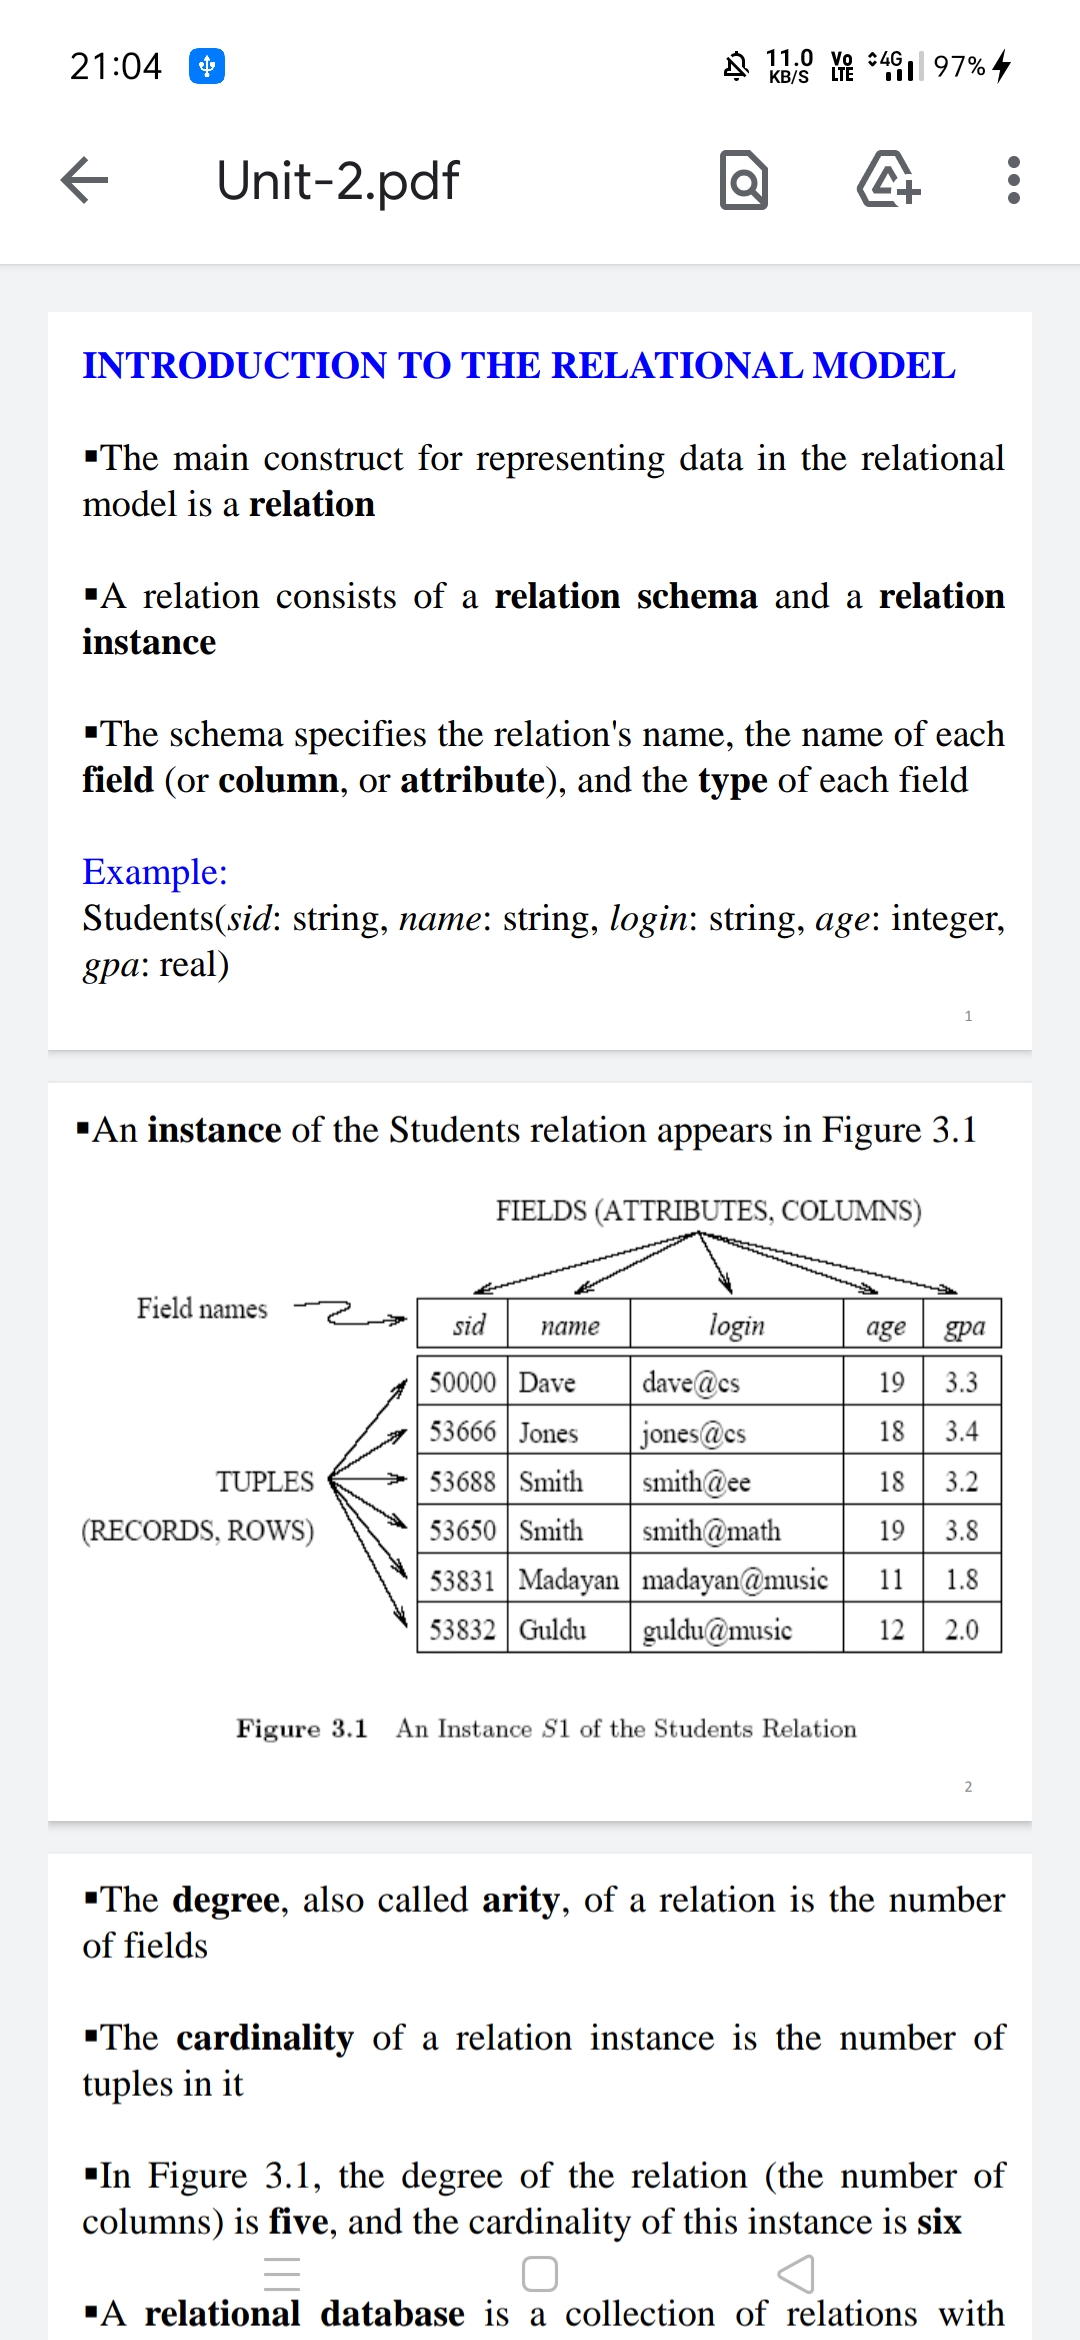 21:04 11.0 KB/S VO LTE 4G 97%
Unit-2.pdf
INTRODUCTION TO THE RELATIONAL MODEL
▪The main construct for representing data in the relational
model is a relation
▪A relation consists of a relation schema and a relation
instance
▪The schema specifies the relation's name, the name of each
field (or column, or attribute), and the type of each field
Example:
Students(sid: string, name: string, login: string, age: integer,
gpa: real)
1
▪An instance of the Students relation appears in Figure 3.1
FIELDS (ATTRIBUTES, COLUMNS)
Field names
sid name login age gpa
50000 Dave dave@cs 19 3.3
53666 Jones jones@cs 18 3.4
TUPLES 53688 Smith smith@ee 18 3.2
(RECORDS, ROWS) 53650 Smith smith@math 19 3.8
53831 Madayan madayan@music 11 1.8
53832 Guldu guldu@music 12 2.0
Figure 3.1 An Instance S1 of the Students Relation
2
▪The degree, also called arity, of a relation is the number
of fields
▪The cardinality of a relation instance is the number of
tuples in it
▪In Figure 3.1, the degree of the relation (the number of
columns) is five, and the cardinality of this instance is six
▪A relational database is a collection of relations with